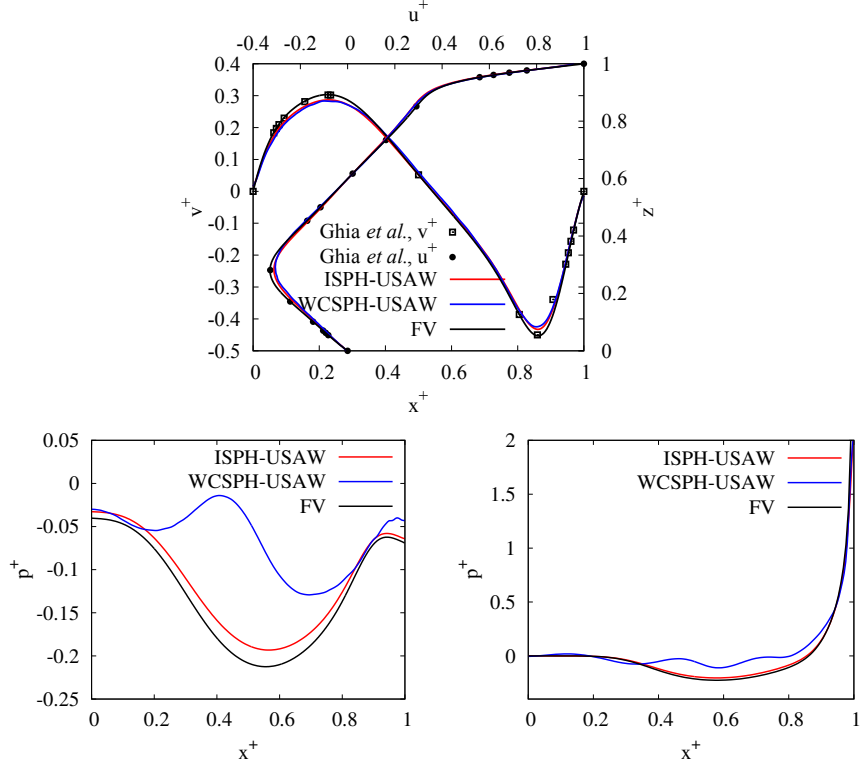 u⁺
-0.4 -0.2 0 0.2 0.4 0.6 0.8 1
0.4 1
0.3
0.2 0.8
0.1
0 0.6
v⁺ z⁺
-0.1
Ghia et al., v⁺
-0.2 0.4
Ghia et al., u⁺
ISPH-USAW
-0.3
WCSPH-USAW 0.2
-0.4
FV
-0.5 0
0 0.2 0.4 0.6 0.8 1
x⁺
0.05
ISPH-USAW
0
WCSPH-USAW
FV
-0.05
p⁺
-0.1
-0.15
-0.2
-0.25
0 0.2 0.4 0.6 0.8 1
x⁺
2
ISPH-USAW
WCSPH-USAW
1.5
FV
1
p⁺
0.5
0
0 0.2 0.4 0.6 0.8 1
x⁺